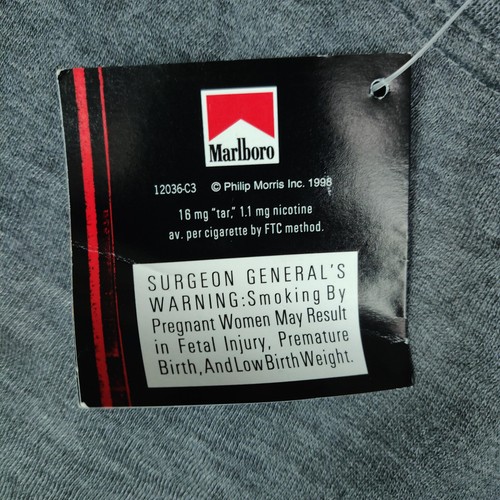 Marlboro
12036-C3 © Philip Morris Inc. 1998
16 mg "tar," 1.1 mg nicotine
av. per cigarette by FTC method.
SURGEON GENERAL'S
WARNING: Smoking By
Pregnant Women May Result
in Fetal Injury, Premature
Birth, And Low Birth Weight.